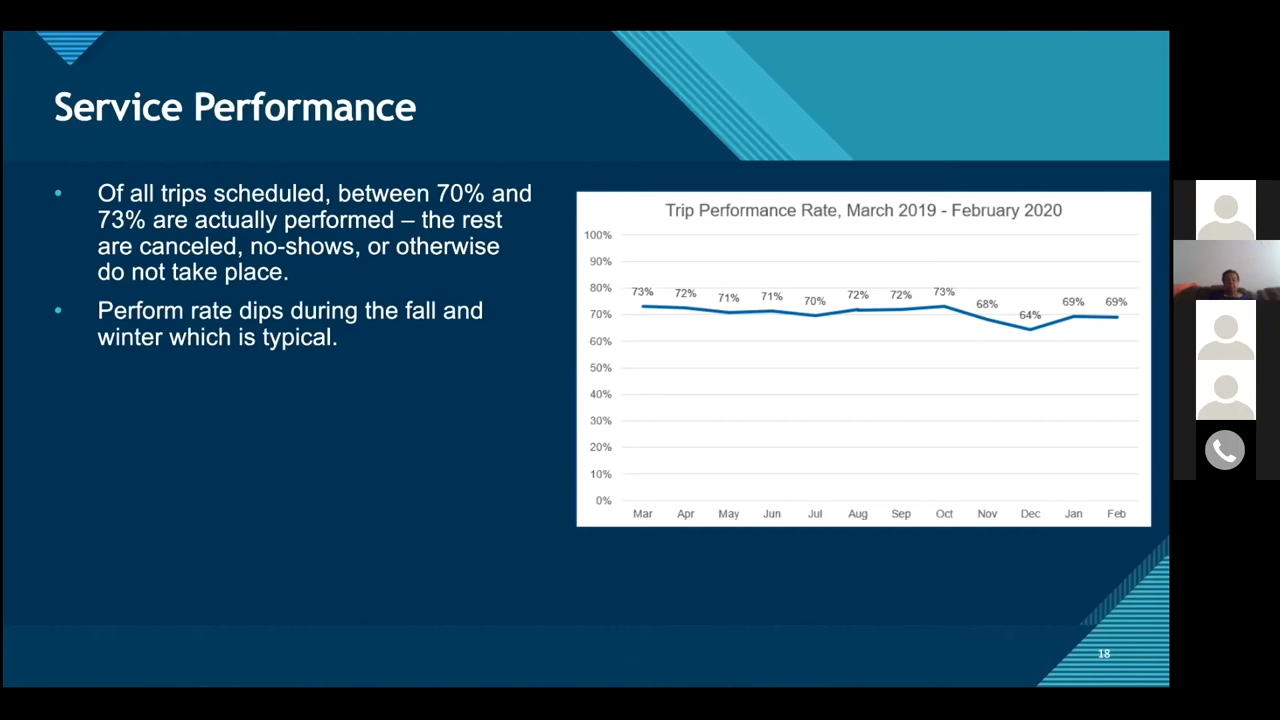 Service Performance
• Of all trips scheduled, between 70% and
73% are actually performed – the rest
are canceled, no-shows, or otherwise
do not take place.
• Perform rate dips during the fall and
winter which is typical.
Trip Performance Rate, March 2019 - February 2020
100%
90%
80%
70%
60%
50%
40%
30%
20%
10%
0%
73% 72% 71% 71% 70% 72% 72% 73% 68% 64% 69% 69%
Mar Apr May Jun Jul Aug Sep Oct Nov Dec Jan Feb
18